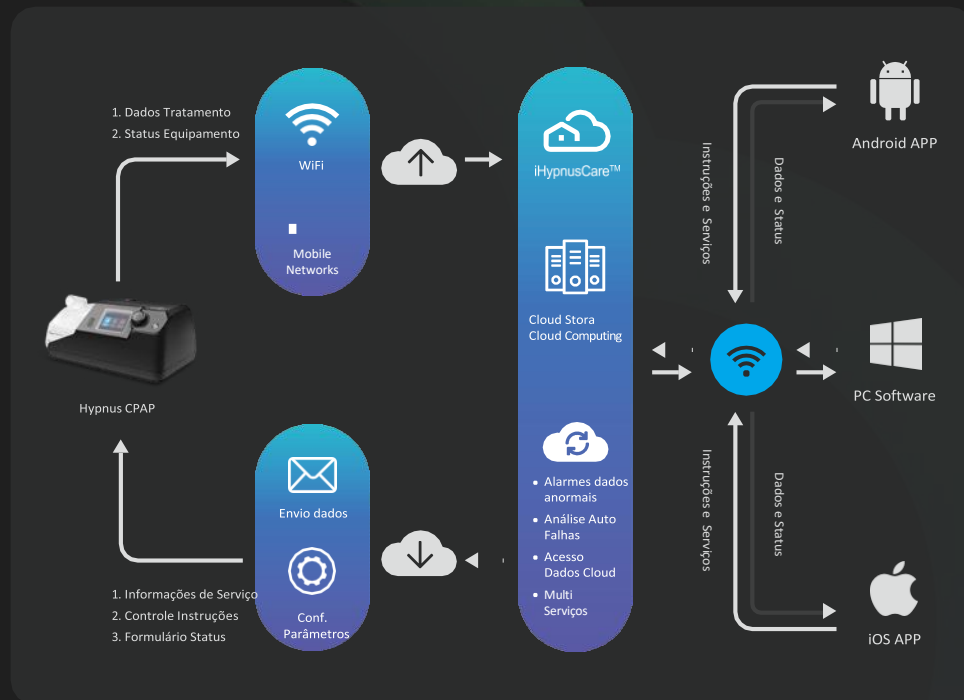 1. Dados Tratamento
2. Status Equipamento
WiFi
Mobile
Networks
Hypnus CPAP
Envio dados
Conf.
Parâmetros
1. Informações de Serviço
2. Controle Instruções
3. Formulário Status
iHypnusCare™
Cloud Stora
Cloud Computing
• Alarmes dados
anormais
• Análise Auto
Falhas
• Acesso
Dados Cloud
• Multi
Serviços
Instruções e Serviços
Dados e Status
Instruções e Serviços
Dados e Status
Android APP
PC Software
iOS APP